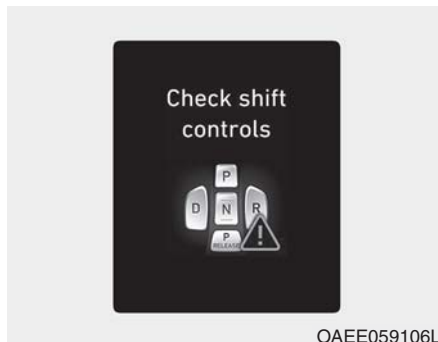 Check shift
controls
P
D N R
P
RELEASE
OAEE059106L